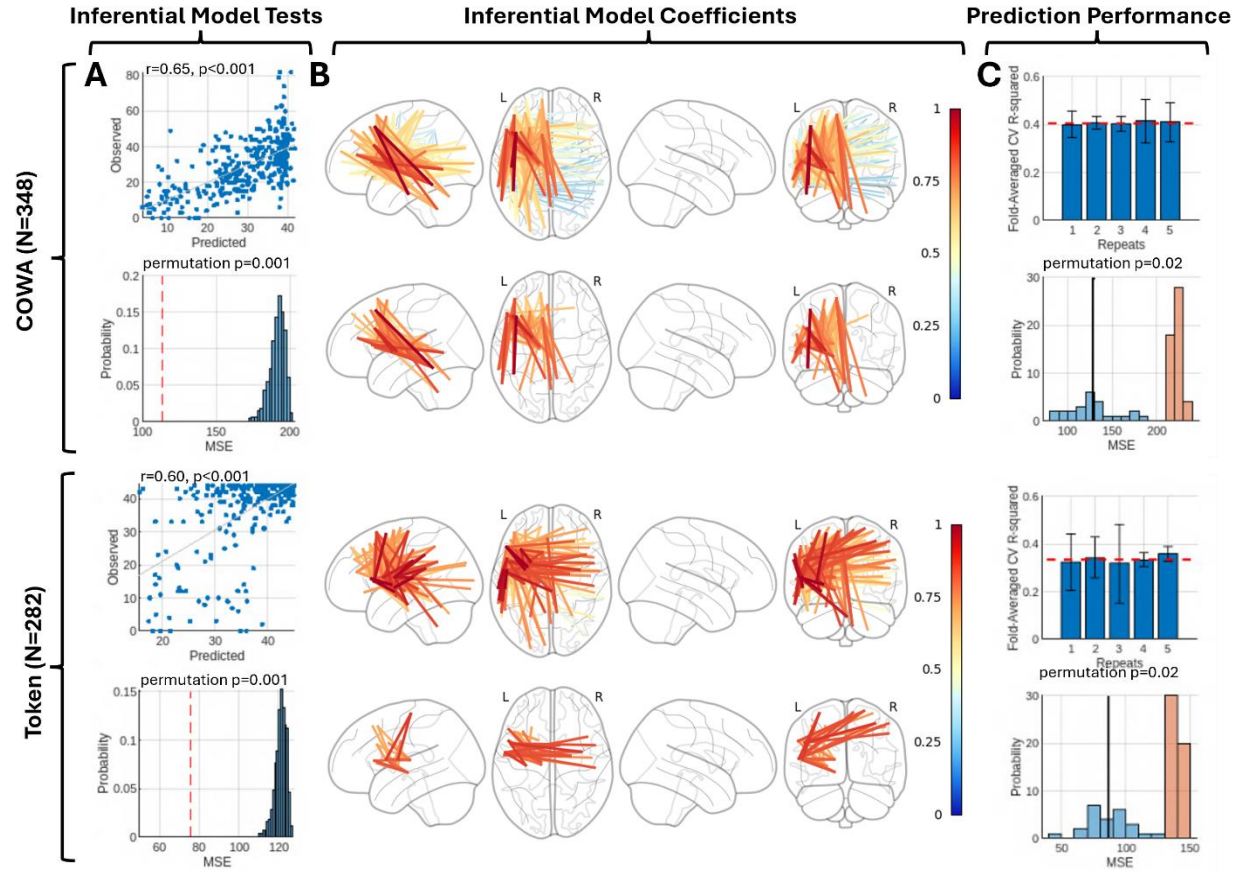 Inferential Model Tests
Inferential Model Coefficients
Prediction Performance
COWA (N=348)
A
r=0.65, p<0.001
80
60
40
20
0
Observed
10
20
30
40
Predicted
permutation p=0.001
0.2
0.15
0.1
0.05
0
Probability
100
150
200
MSE
B
L
R
L
R
1
0.75
0.5
0.25
0
L
R
L
R
C
0.6
0.4
0.2
0
Fold-Averaged CV R-squared
1
2
3
4
5
Repeats
permutation p=0.02
30
20
10
0
Probability
100
150
200
MSE
Token (N=282)
r=0.60, p<0.001
40
30
20
10
0
Observed
20
30
40
Predicted
permutation p=0.001
0.15
0.1
0.05
0
Probability
60
80
100
120
MSE
L
R
L
R
1
0.75
0.5
0.25
0
L
R
L
R
0.6
0.4
0.2
0
Fold-Averaged CV R-squared
1
2
3
4
5
Repeats
permutation p=0.02
30
20
10
0
Probability
50
100
150
MSE